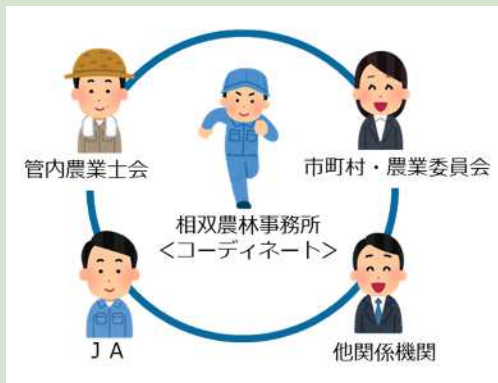 管内農業士会
市町村・農業委員会
相双農林事務所
＜コーディネート＞
ＪＡ
他関係機関